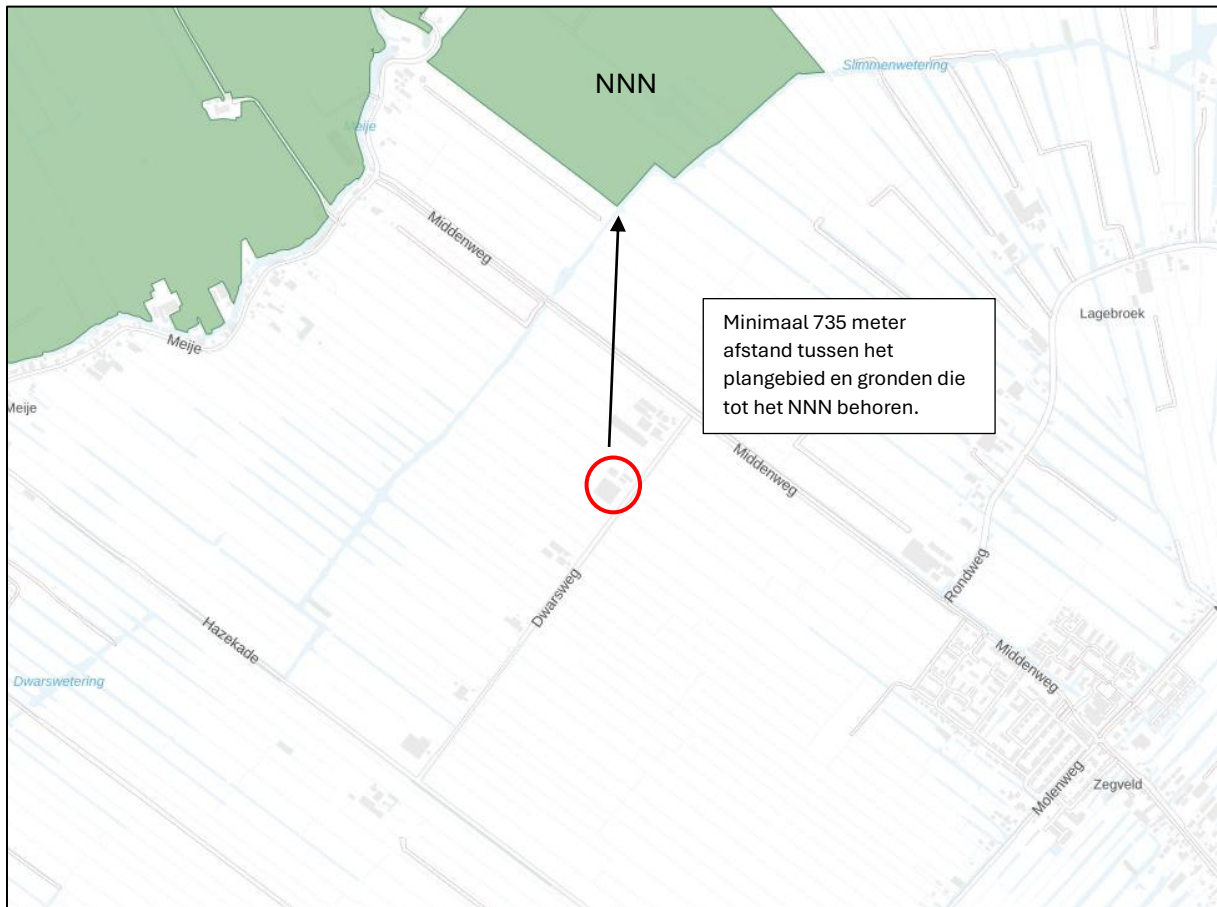 NNN
Slimmenwetering
Meije
Middenweg
Lagebroek
Minimaal 735 meter
afstand tussen het
plangebied en gronden die
tot het NNN behoren.
Meije
Meije
Middenweg
Rondweg
Dwarsweg
Hazekade
Middenweg
Dwarswetering
Molenweg
Zegveld